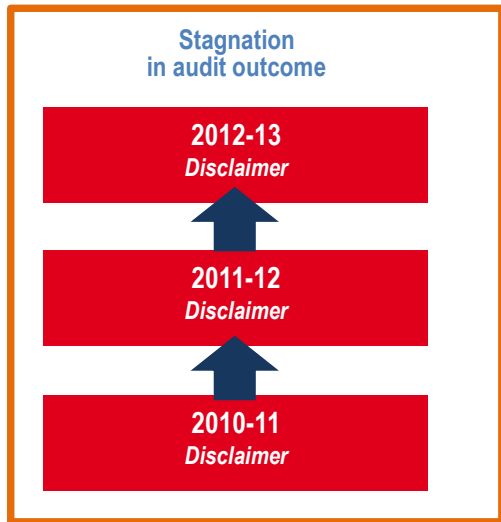 Stagnation
in audit outcome
2012-13
Disclaimer
2011-12
Disclaimer
2010-11
Disclaimer